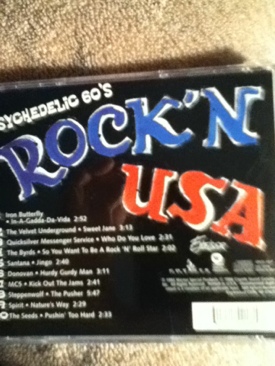 PSYCHEDELIC 60'S
ROCK'N
USA
Iron Butterfly
• In-A-Gadda-Da-Vida 2:52
The Velvet Underground • Sweet Jane 3:13
Quicksilver Messenger Service • Who Do You Love 2:31
The Byrds • So You Want To Be A Rock 'N' Roll Star 2:02
Santana • Jingo 2:40
Donovan • Hurdy Gurdy Man 3:11
MC5 • Kick Out The Jams 2:41
Steppenwolf • The Pusher 5:47
Spirit • Nature's Way 2:29
The Seeds • Pushin' Too Hard 2:33